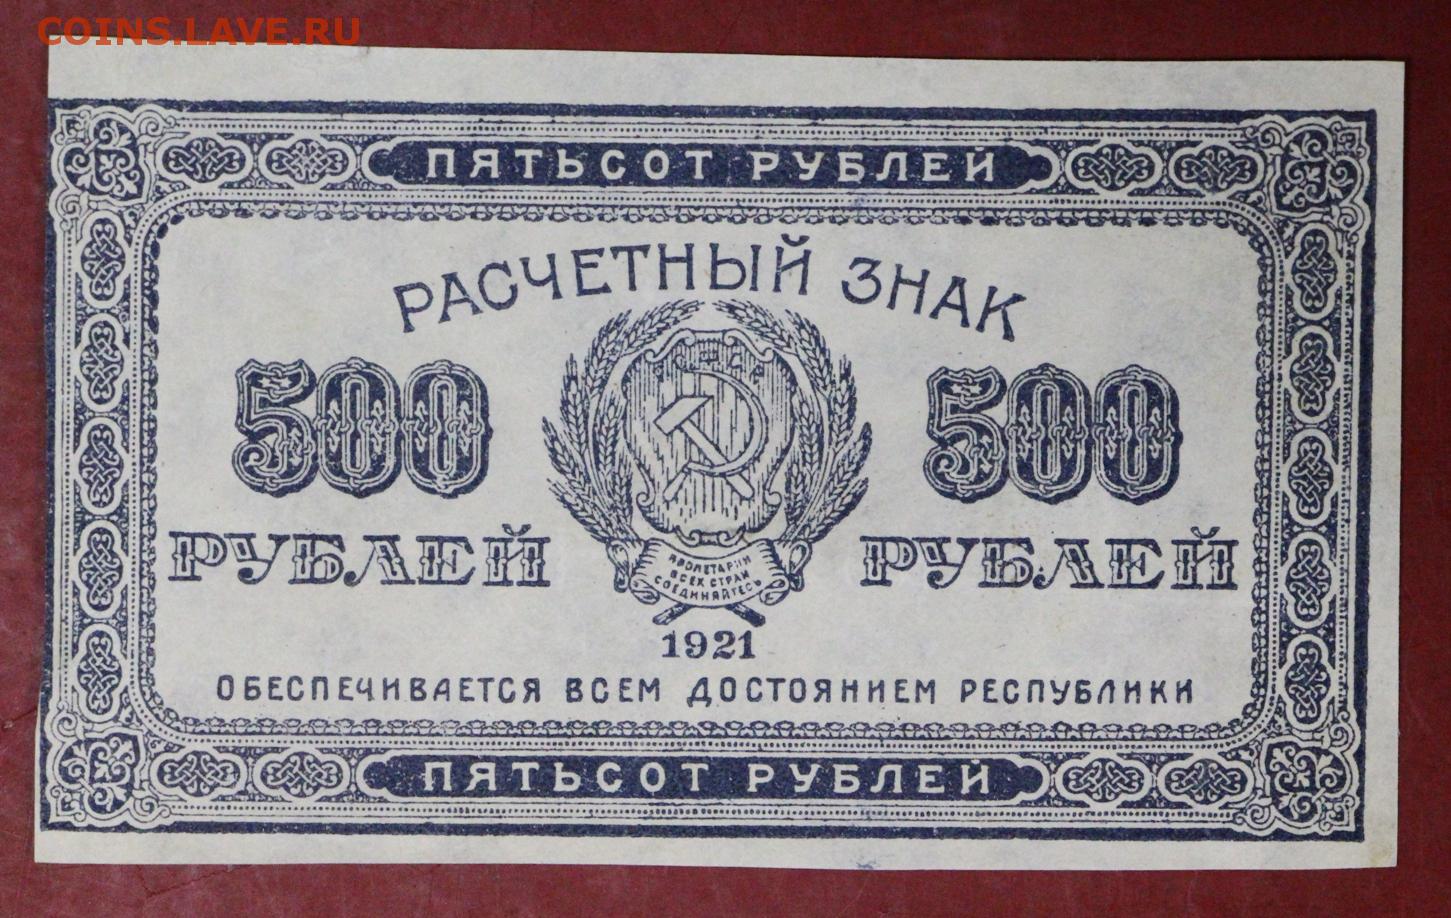 COINS.LAVE.RU
ПЯТЬСОТ РУБЛЕЙ
РАСЧЕТНЫЙ ЗНАК
500 500
РУБЛЕЙ РУБЛЕЙ
ПРОЛЕТАРИИ
ВСЕХ СТРАН
СОЕДИНЯЙТЕСЬ
1921
ОБЕСПЕЧИВАЕТСЯ ВСЕМ ДОСТОЯНИЕМ РЕСПУБЛИКИ
ПЯТЬСОТ РУБЛЕЙ